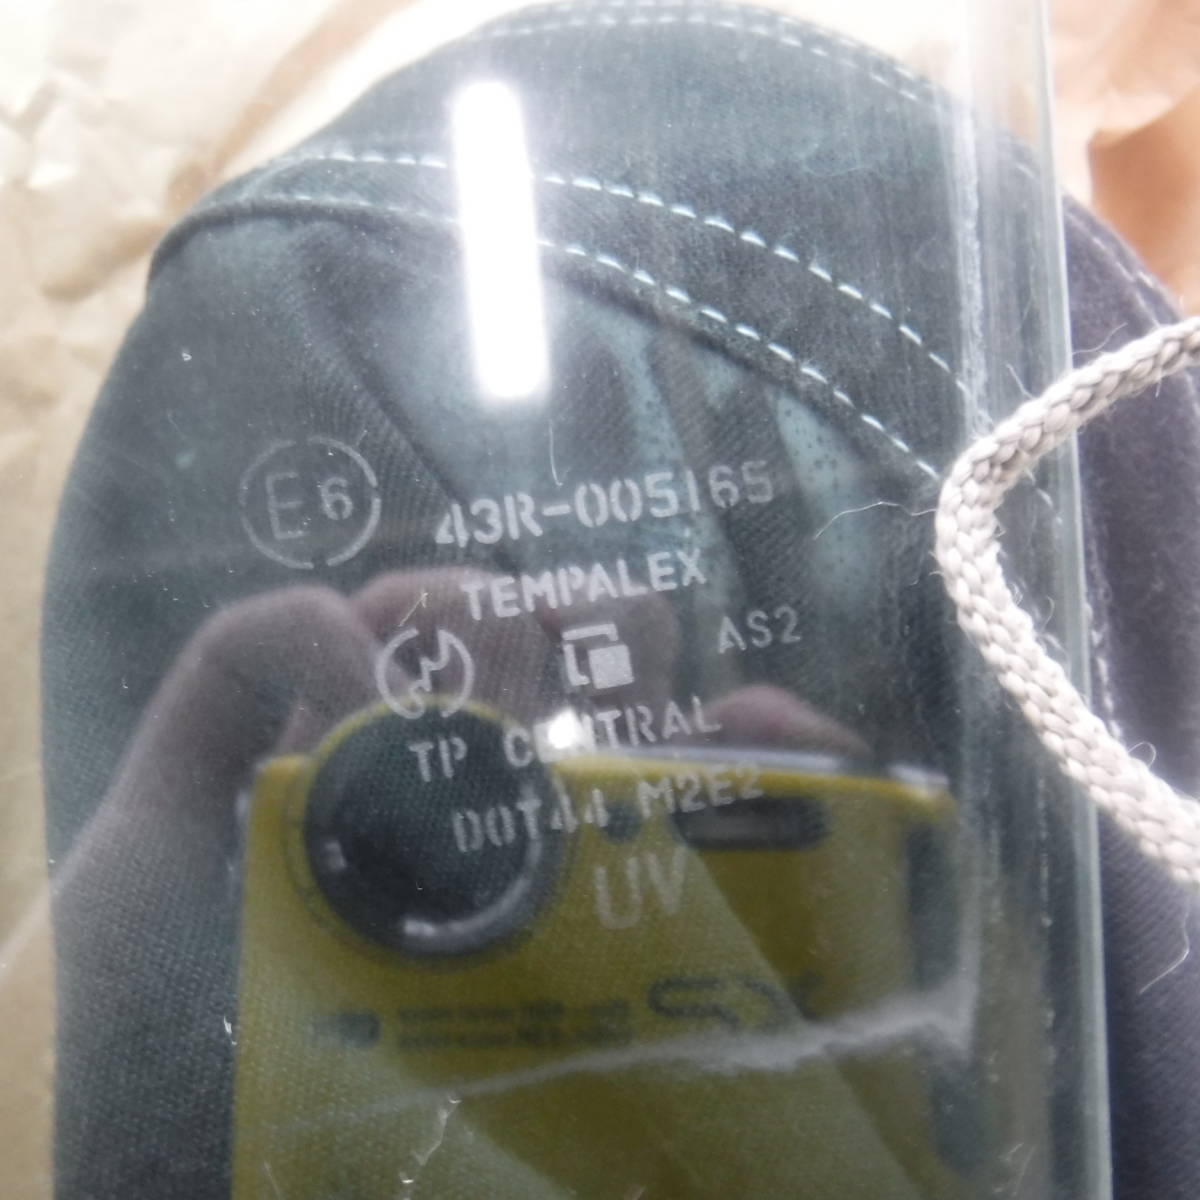 E6 43R-005165
TEMPALEX
AS2
TP CENTRAL
DOT44 M2E2
UV